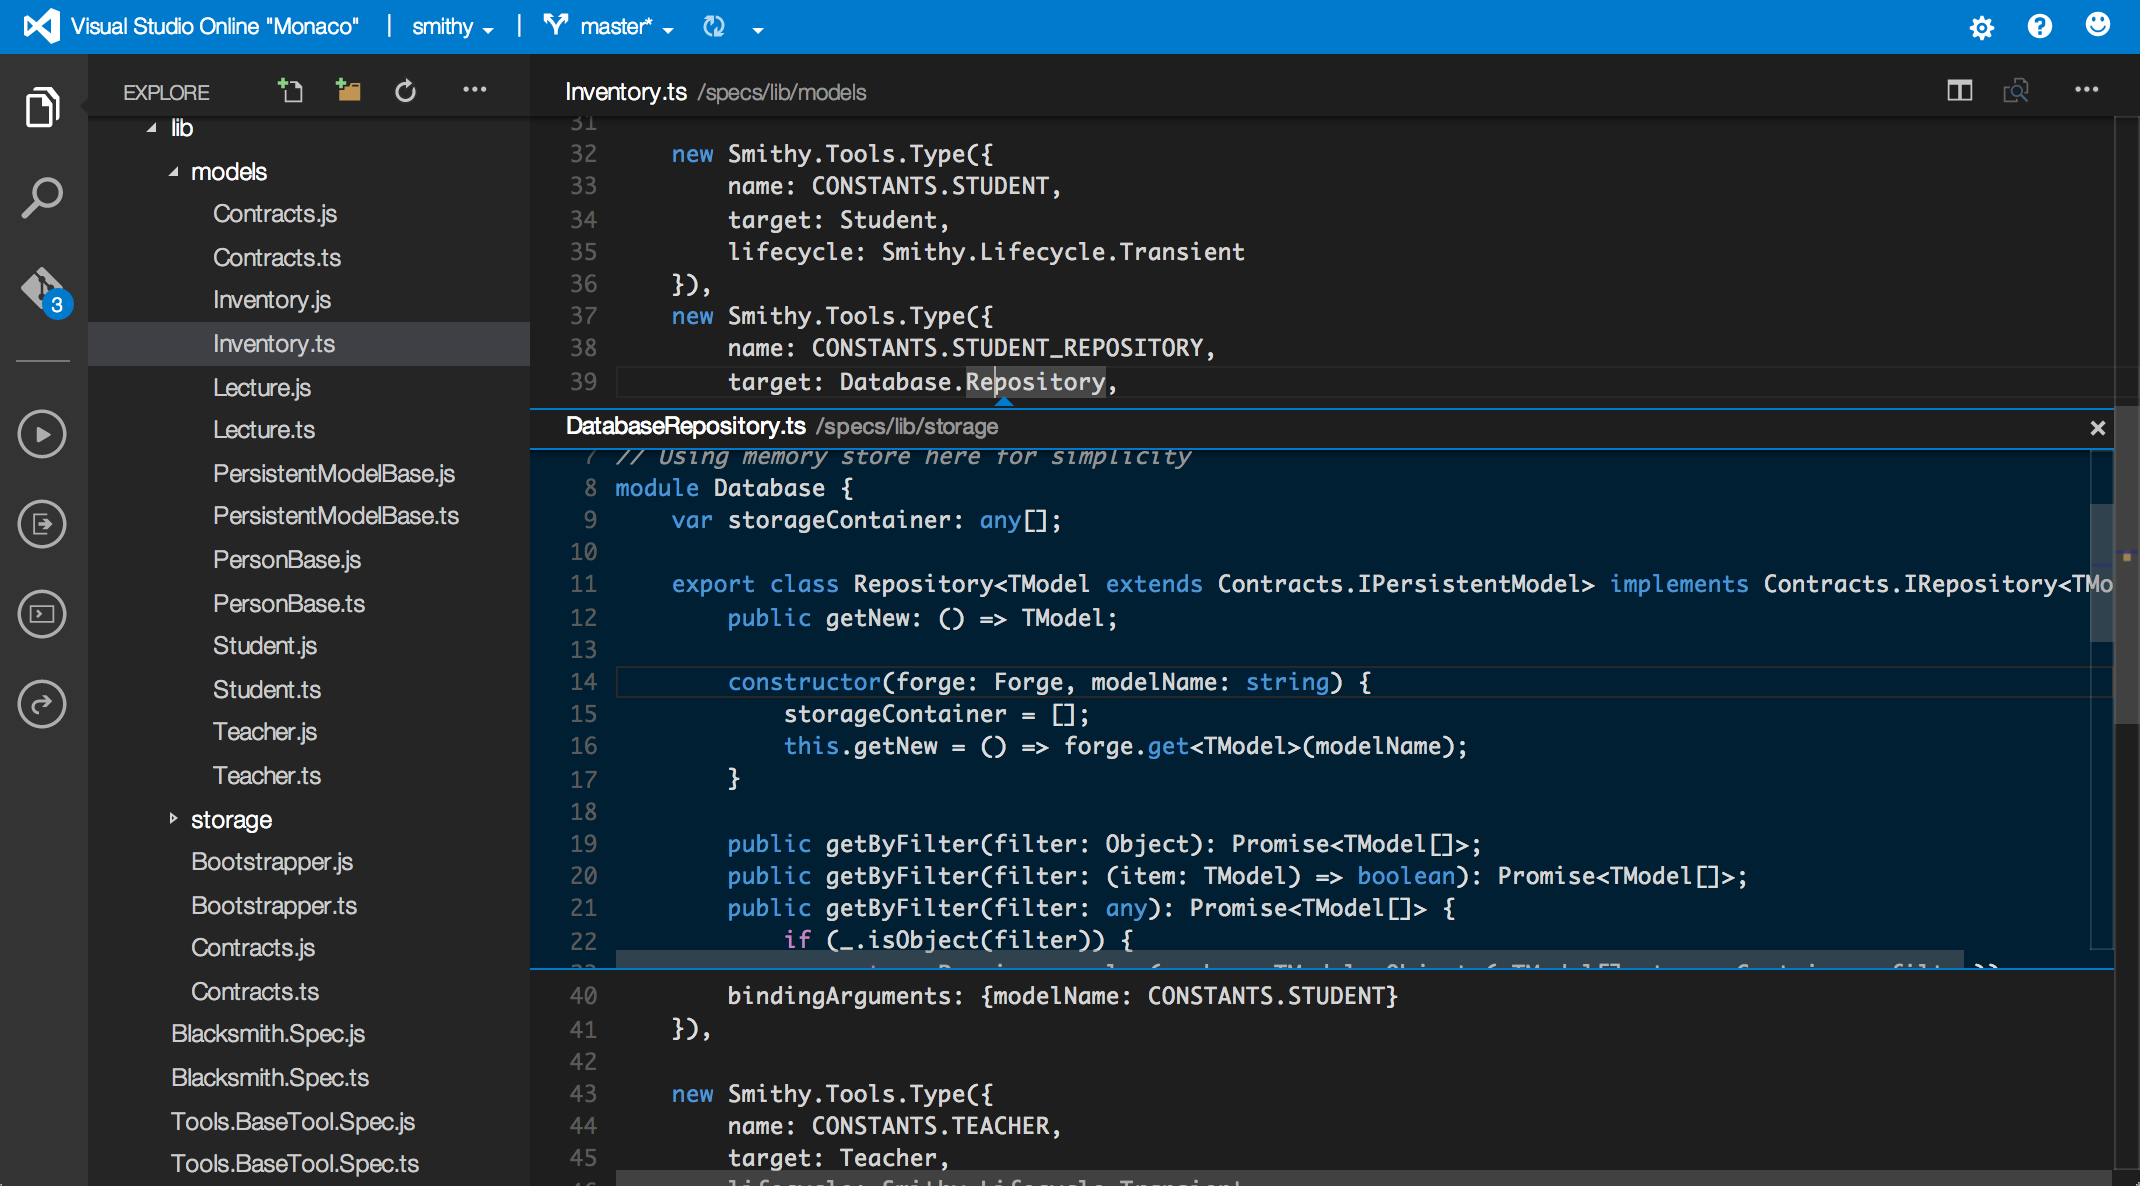 Visual Studio Online "Monaco" | smithy | master*
EXPLORE
lib
models
Contracts.js
Contracts.ts
Inventory.js
Inventory.ts
Lecture.js
Lecture.ts
PersistentModelBase.js
PersistentModelBase.ts
PersonBase.js
PersonBase.ts
Student.js
Student.ts
Teacher.js
Teacher.ts
storage
Bootstrapper.js
Bootstrapper.ts
Contracts.js
Contracts.ts
Blacksmith.Spec.js
Blacksmith.Spec.ts
Tools.BaseTool.Spec.js
Tools.BaseTool.Spec.ts
3
Inventory.ts /specs/lib/models
31
32 new Smithy.Tools.Type({
33 name: CONSTANTS.STUDENT,
34 target: Student,
35 lifecycle: Smithy.Lifecycle.Transient
36 }),
37 new Smithy.Tools.Type({
38 name: CONSTANTS.STUDENT_REPOSITORY,
39 target: Database.Repository,
DatabaseRepository.ts /specs/lib/storage
7 // Using memory store here for simplicity
8 module Database {
9 var storageContainer: any[];
10
11 export class Repository<TModel extends Contracts.IPersistentModel> implements Contracts.IRepository<TMo
12 public getNew: () => TModel;
13
14 constructor(forge: Forge, modelName: string) {
15 storageContainer = [];
16 this.getNew = () => forge.get<TModel>(modelName);
17 }
18
19 public getByFilter(filter: Object): Promise<TModel[]>;
20 public getByFilter(filter: (item: TModel) => boolean): Promise<TModel[]>;
21 public getByFilter(filter: any): Promise<TModel[]> {
22 if (_.isObject(filter)) {
40 bindingArguments: {modelName: CONSTANTS.STUDENT}
41 }),
42
43 new Smithy.Tools.Type({
44 name: CONSTANTS.TEACHER,
45 target: Teacher,